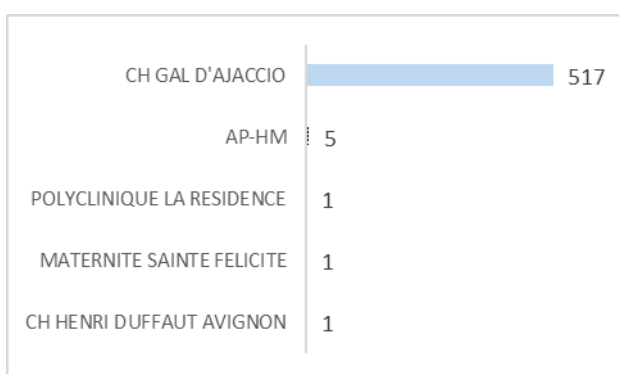 CH GAL D'AJACCIO 517
AP-HM 5
POLYCLINIQUE LA RESIDENCE 1
MATERNITE SAINTE FELICITE 1
CH HENRI DUFFAUT AVIGNON 1